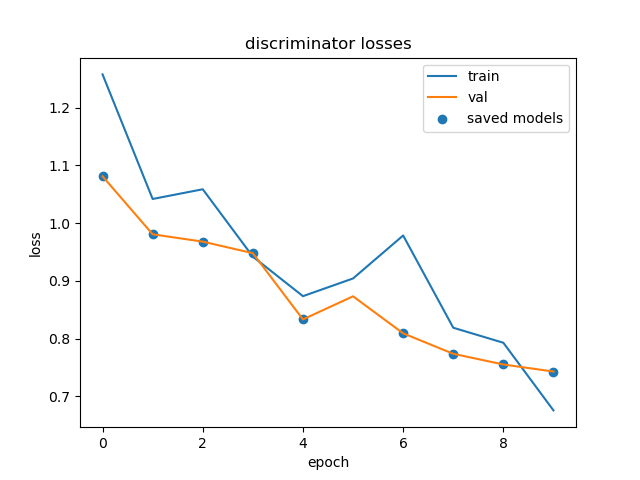 discriminator losses
train
val
saved models
1.2
1.1
1.0
0.9
0.8
0.7
loss
0 2 4 6 8
epoch